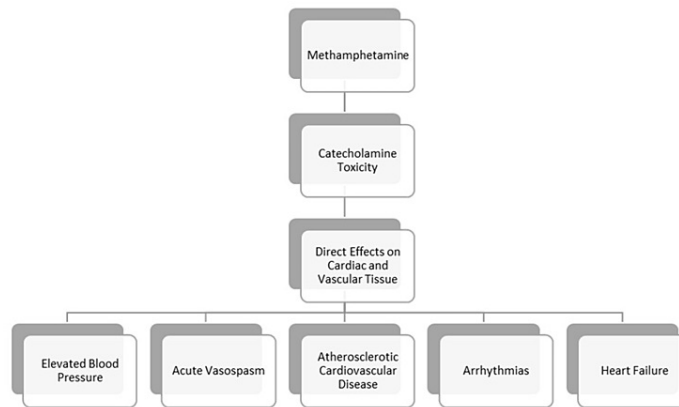 Methamphetamine
Catecholamine
Toxicity
Direct Effects on
Cardiac and
Vascular Tissue
Elevated Blood
Pressure
Acute Vasospasm
Atherosclerotic
Cardiovascular
Disease
Arrhythmias
Heart Failure